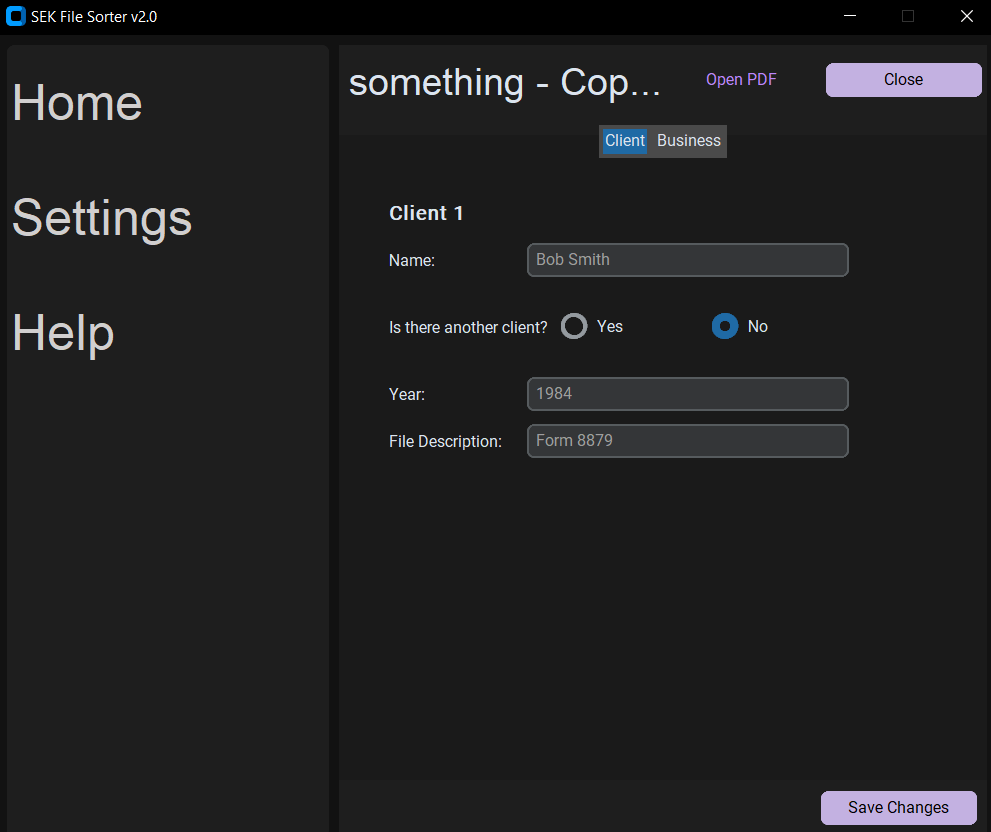 SEK File Sorter v2.0
Home
Settings
Help
something - Cop...
Open PDF
Close
Client Business
Client 1
Name: Bob Smith
Is there another client? Yes No
Year: 1984
File Description: Form 8879
Save Changes